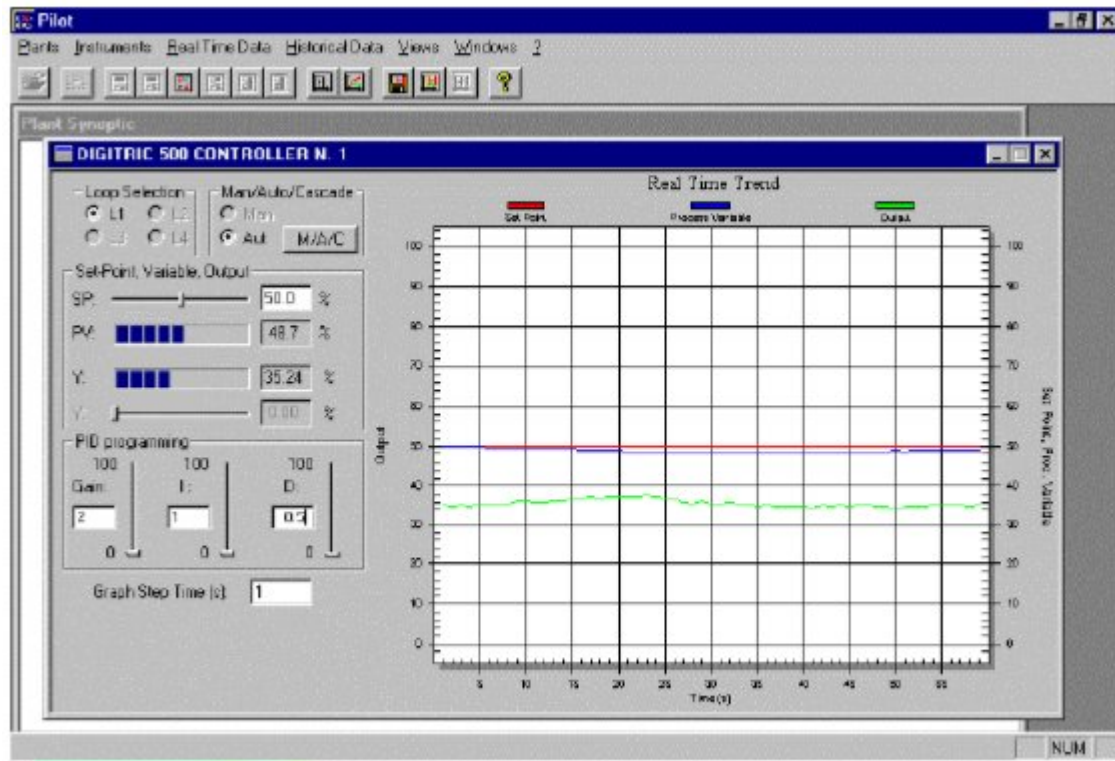 Pilot
Plants Instruments Real Time Data Historical Data Views Windows ?
Plant Synoptic
DIGITRIC 500 CONTROLLER N. 1
Loop Selection
L1 L2
L3 L4
Man/Auto/Cascade
Man
Aut M/A/C
Set-Point, Variable, Output
SP: 50.0 %
PV: 48.7 %
Y: 35.24 %
Y: 0.00 %
PID programming
100 100 100
Gain: I: D:
2 1 0.5
0 0 0
Graph Step Time (s): 1
Real Time Trend
Set Point Process Variable Output
100 100
90 90
80 80
70 70
60 60
50 50
40 40
30 30
20 20
10 10
0 0
Output
Set Point, Proc. Variable
5 10 15 20 25 30 35 40 45 50 55
Time(s)
NUM